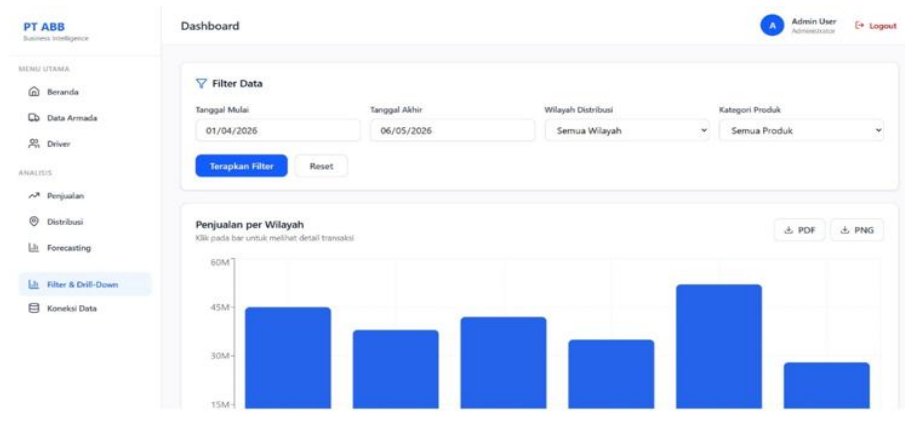 PT ABB
Business Intelligence
Dashboard
A
Admin User
Administrator
Logout
MENU UTAMA
Beranda
Data Armada
Driver
ANALISIS
Penjualan
Distribusi
Forecasting
Filter & Drill-Down
Koneksi Data
Filter Data
Tanggal Mulai
01/04/2026
Tanggal Akhir
06/05/2026
Wilayah Distribusi
Semua Wilayah
Kategori Produk
Semua Produk
Terapkan Filter
Reset
Penjualan per Wilayah
Klik pada bar untuk melihat detail transaksi
PDF
PNG
60M
45M
30M
15M